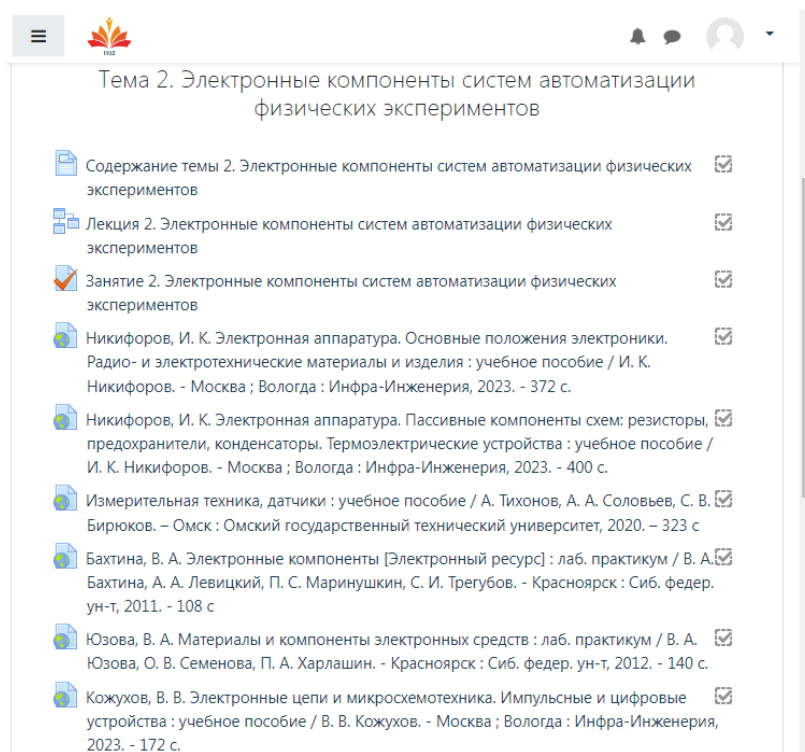 1932
Тема 2. Электронные компоненты систем автоматизации
физических экспериментов
Содержание темы 2. Электронные компоненты систем автоматизации физических
экспериментов
Лекция 2. Электронные компоненты систем автоматизации физических
экспериментов
Занятие 2. Электронные компоненты систем автоматизации физических
экспериментов
Никифоров, И. К. Электронная аппаратура. Основные положения электроники.
Радио- и электротехнические материалы и изделия : учебное пособие / И. К.
Никифоров. - Москва ; Вологда : Инфра-Инженерия, 2023. - 372 с.
Никифоров, И. К. Электронная аппаратура. Пассивные компоненты схем: резисторы,
предохранители, конденсаторы. Термоэлектрические устройства : учебное пособие /
И. К. Никифоров. - Москва ; Вологда : Инфра-Инженерия, 2023. - 400 с.
Измерительная техника, датчики : учебное пособие / А. Тихонов, А. А. Соловьев, С. В.
Бирюков. – Омск : Омский государственный технический университет, 2020. – 323 с
Бахтина, В. А. Электронные компоненты [Электронный ресурс] : лаб. практикум / В. А.
Бахтина, А. А. Левицкий, П. С. Маринушкин, С. И. Трегубов. - Красноярск : Сиб. федер.
ун-т, 2011. - 108 с
Юзова, В. А. Материалы и компоненты электронных средств : лаб. практикум / В. А.
Юзова, О. В. Семенова, П. А. Харлашин. - Красноярск : Сиб. федер. ун-т, 2012. - 140 с.
Кожухов, В. В. Электронные цепи и микросхемотехника. Импульсные и цифровые
устройства : учебное пособие / В. В. Кожухов. - Москва ; Вологда : Инфра-Инженерия,
2023. - 172 с.